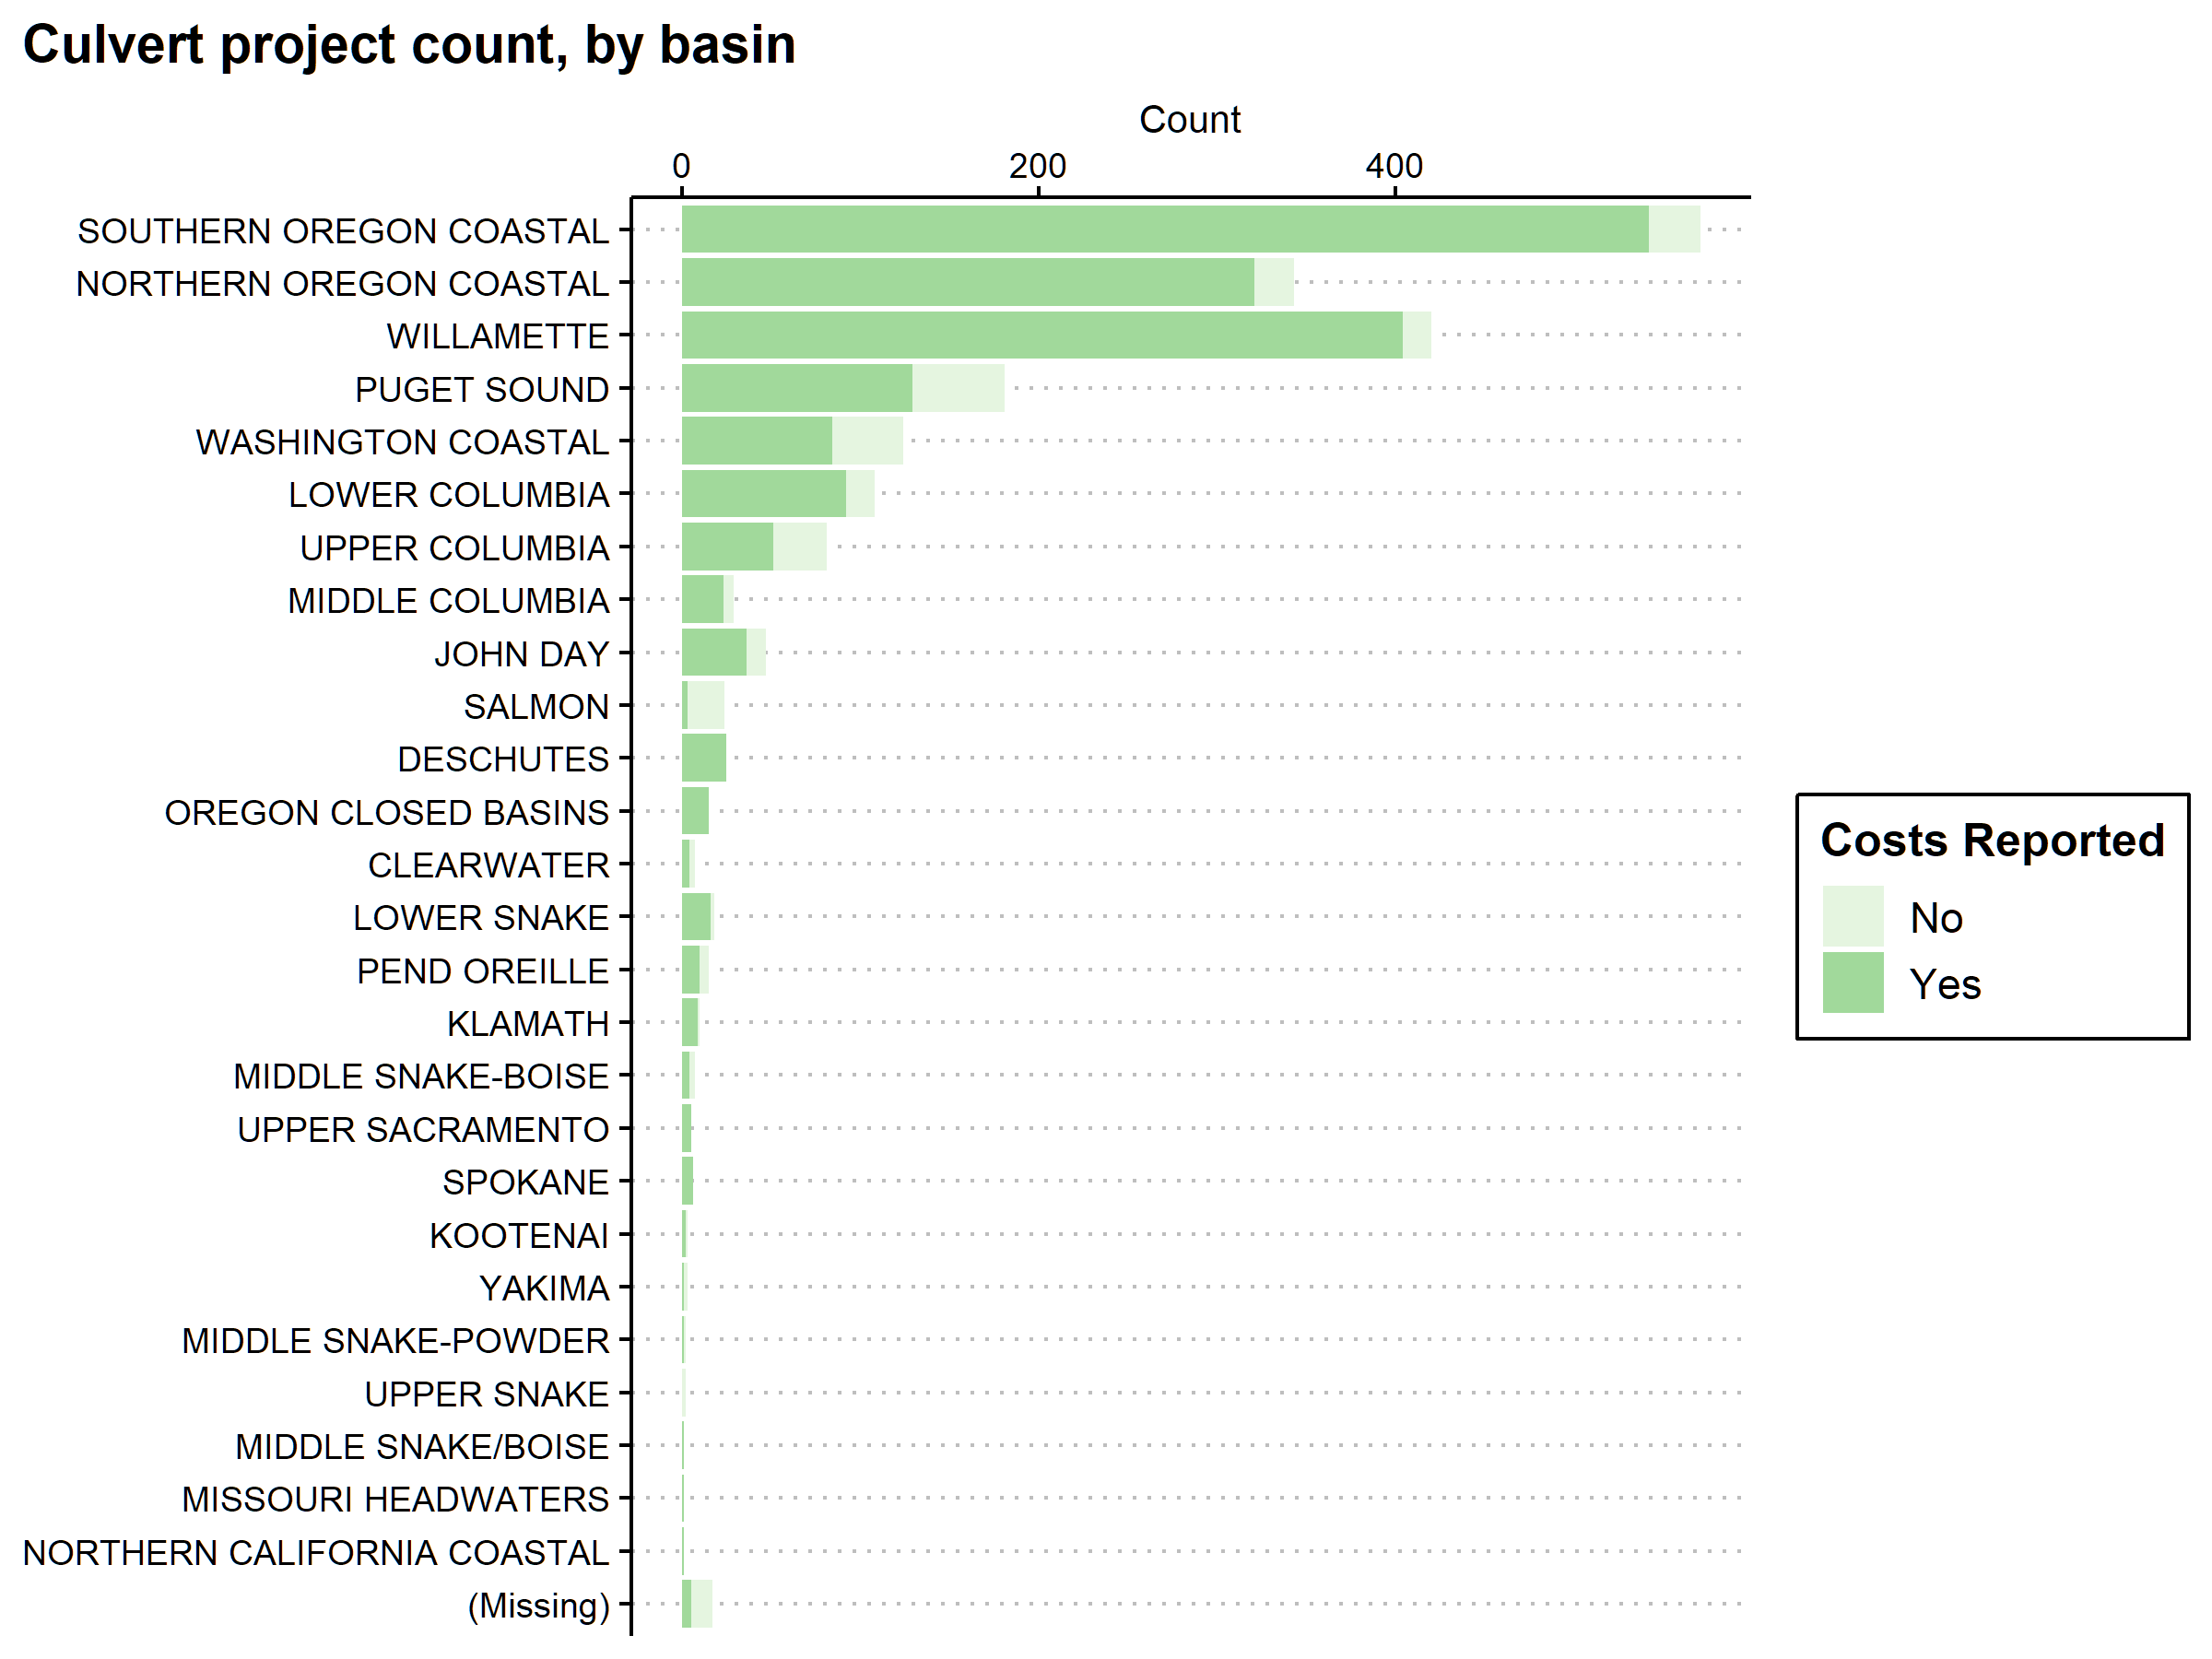 Culvert project count, by basin
Count
0 200 400
SOUTHERN OREGON COASTAL
NORTHERN OREGON COASTAL
WILLAMETTE
PUGET SOUND
WASHINGTON COASTAL
LOWER COLUMBIA
UPPER COLUMBIA
MIDDLE COLUMBIA
JOHN DAY
SALMON
DESCHUTES
OREGON CLOSED BASINS
CLEARWATER
LOWER SNAKE
PEND OREILLE
KLAMATH
MIDDLE SNAKE-BOISE
UPPER SACRAMENTO
SPOKANE
KOOTENAI
YAKIMA
MIDDLE SNAKE-POWDER
UPPER SNAKE
MIDDLE SNAKE/BOISE
MISSOURI HEADWATERS
NORTHERN CALIFORNIA COASTAL
(Missing)
Costs Reported
No
Yes